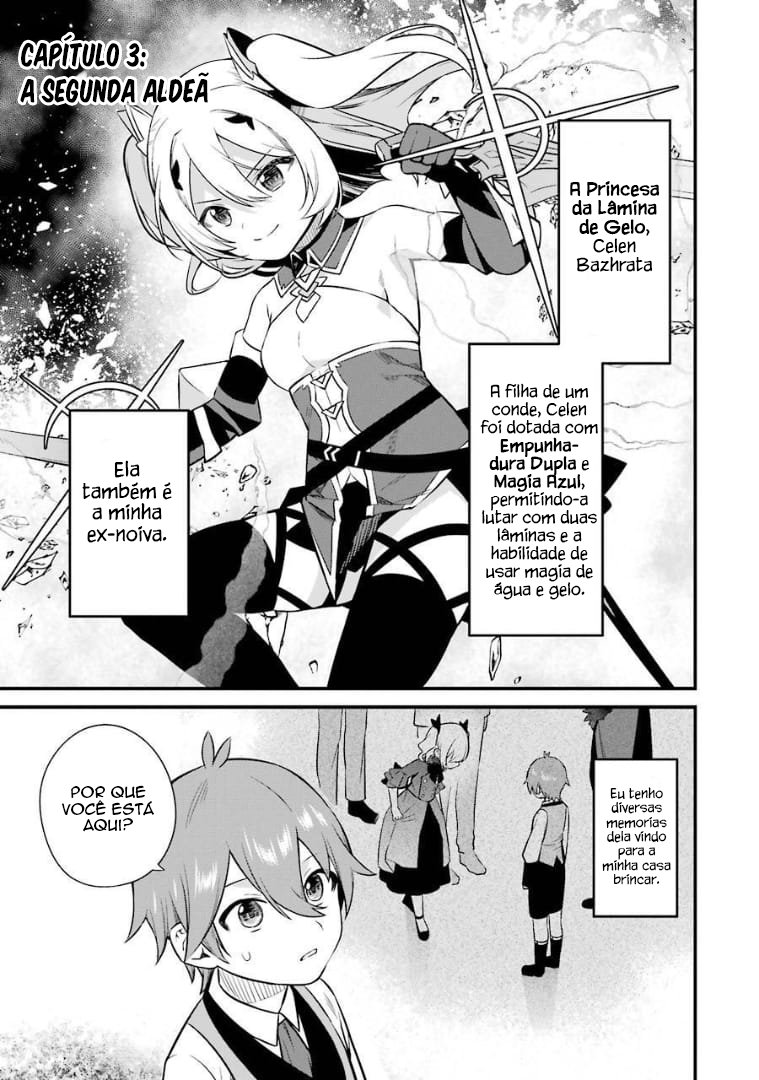 CAPÍTULO 3:
A SEGUNDA ALDEÃ
A Princesa
da Lâmina
de Gelo,
Celen
Bazhrata
A filha de um
conde, Celen
foi dotada com
Empunha-
dura Dupla e
Magia Azul,
permitindo-a
lutar com duas
lâminas e a
habilidade de
usar magia de
água e gelo.
Ela
também é
a minha
ex-noiva.
Eu tenho
diversas
memorias
dela vindo
para a
minha casa
brincar.
POR QUE
VOCÊ ESTÁ
AQUI?